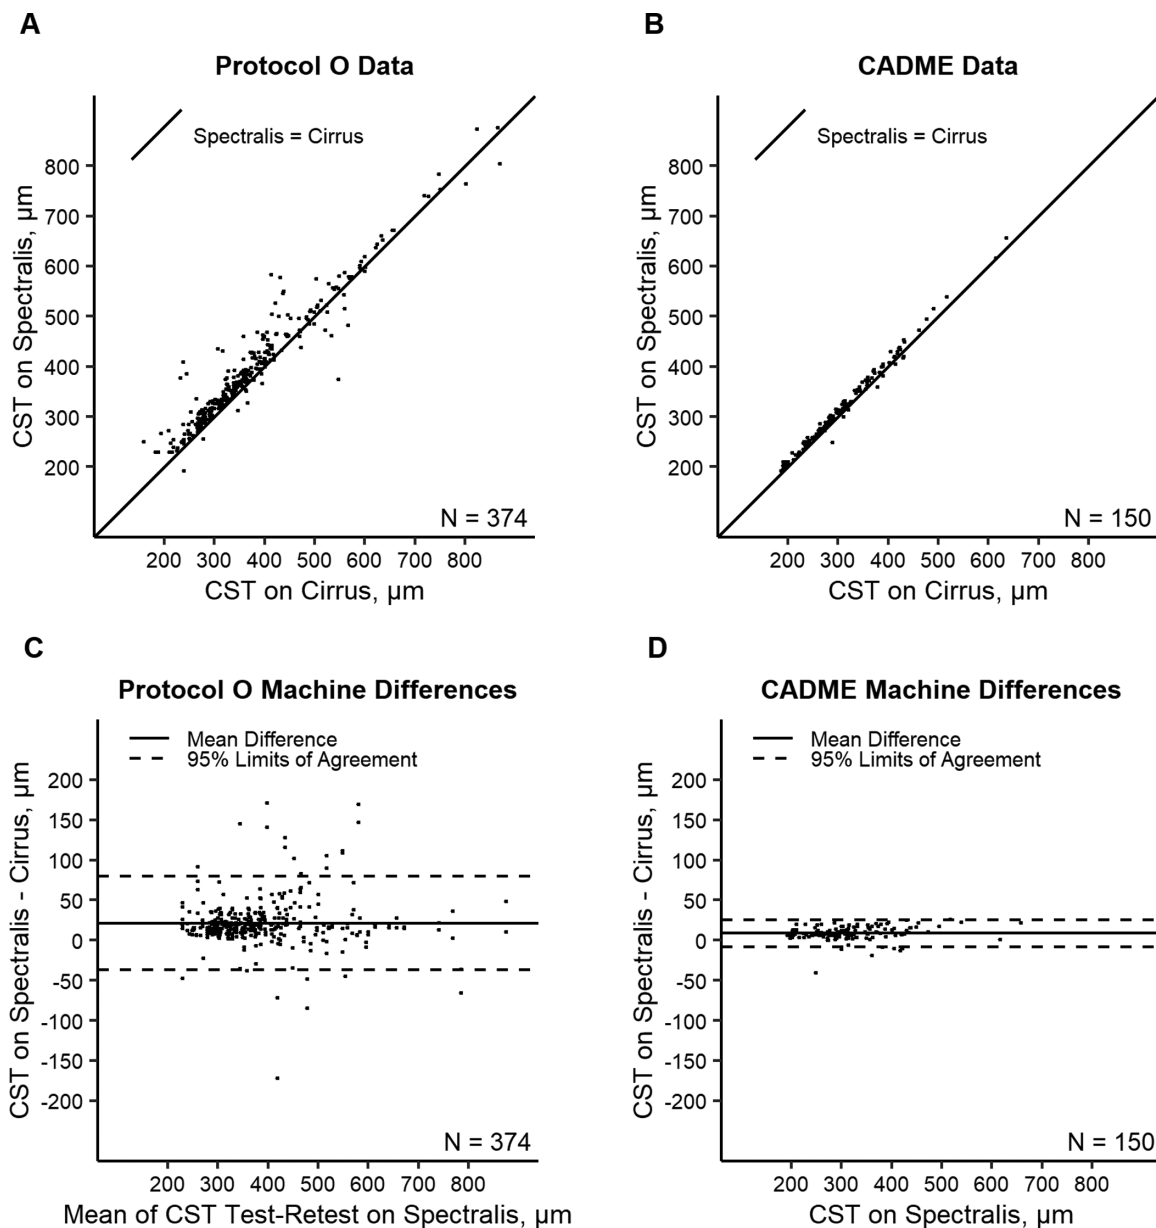 A
Protocol O Data
Spectralis = Cirrus
CST on Spectralis, µm
800
700
600
500
400
300
200
N = 374
200 300 400 500 600 700 800
CST on Cirrus, µm
B
CADME Data
Spectralis = Cirrus
CST on Spectralis, µm
800
700
600
500
400
300
200
N = 150
200 300 400 500 600 700 800
CST on Cirrus, µm
C
Protocol O Machine Differences
Mean Difference
95% Limits of Agreement
CST on Spectralis - Cirrus, µm
200
150
100
50
0
-50
-100
-150
-200
N = 374
200 300 400 500 600 700 800
Mean of CST Test-Retest on Spectralis, µm
D
CADME Machine Differences
Mean Difference
95% Limits of Agreement
CST on Spectralis - Cirrus, µm
200
150
100
50
0
-50
-100
-150
-200
N = 150
200 300 400 500 600 700 800
CST on Spectralis, µm